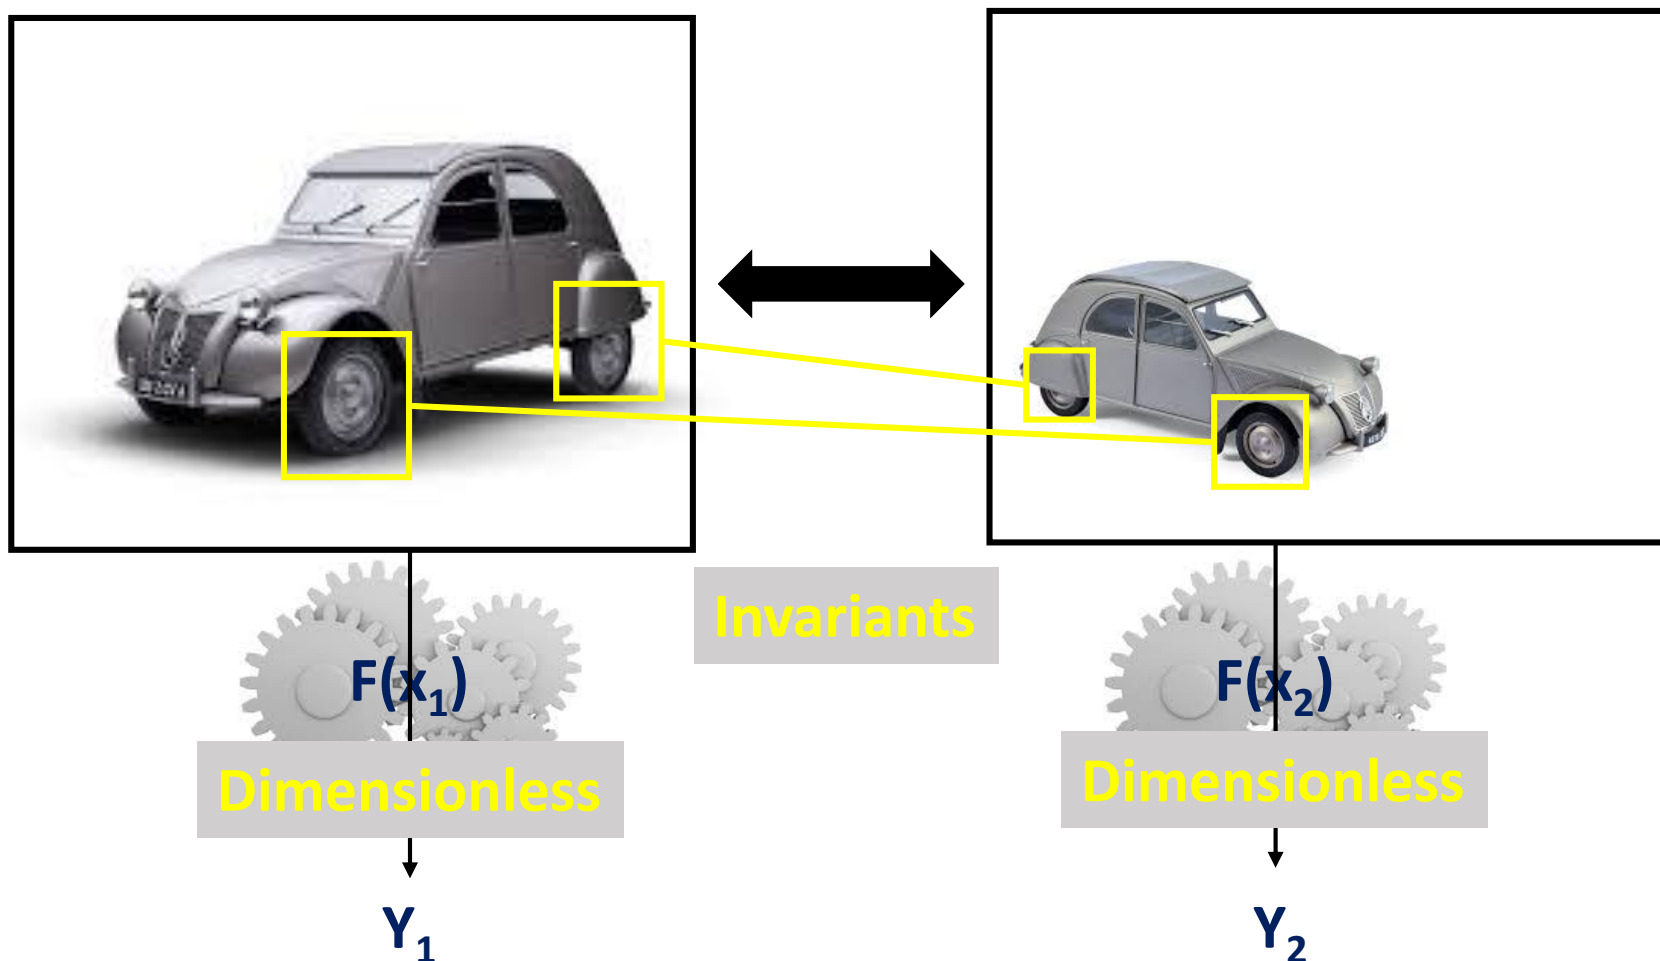 Invariants
F(x₁)
F(x₂)
Dimensionless
Dimensionless
Y₁
Y₂